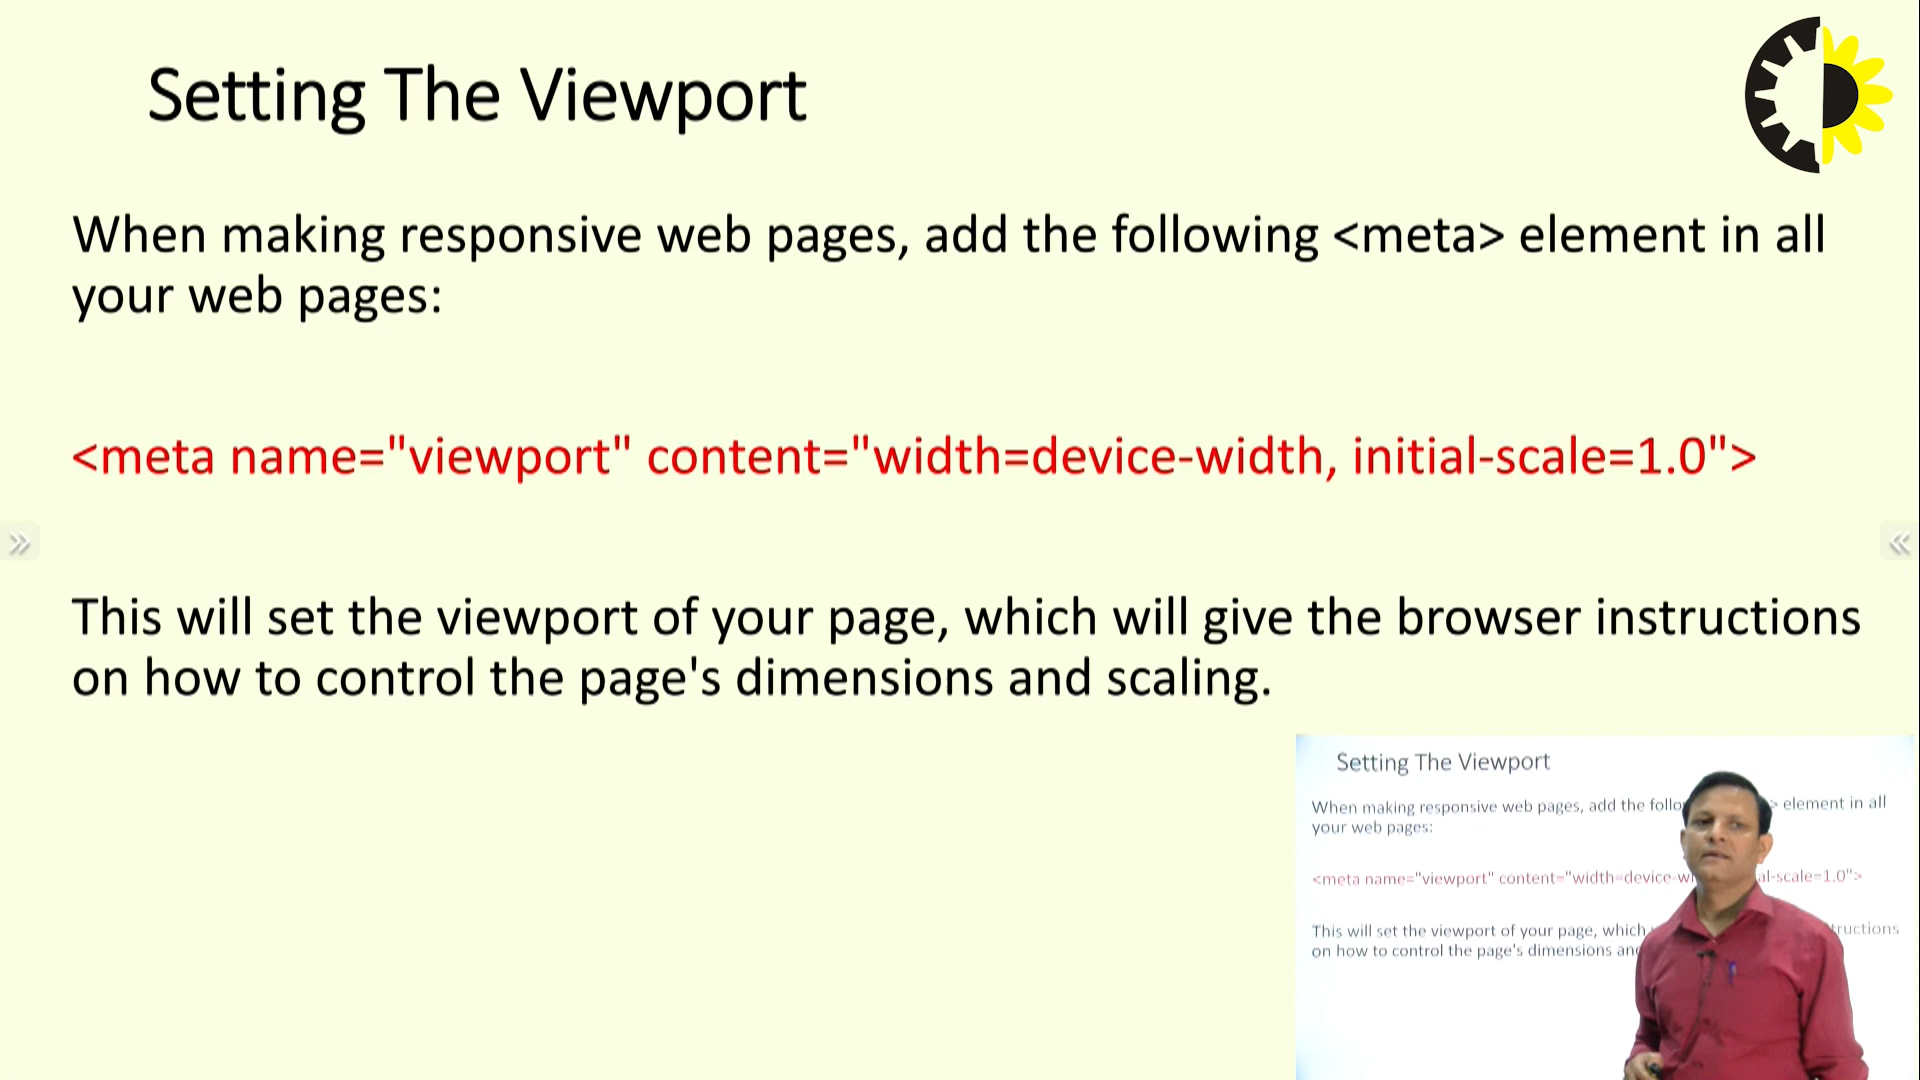 Setting The Viewport
When making responsive web pages, add the following <meta> element in all
your web pages:
<meta name="viewport" content="width=device-width, initial-scale=1.0">
This will set the viewport of your page, which will give the browser instructions
on how to control the page's dimensions and scaling.
Setting The Viewport
When making responsive web pages, add the > element in all
your web pages:
<meta name="viewport" content="width=device- al-scale=1.0">
This will set the viewport of your page, which
on how to control the page's dimensions